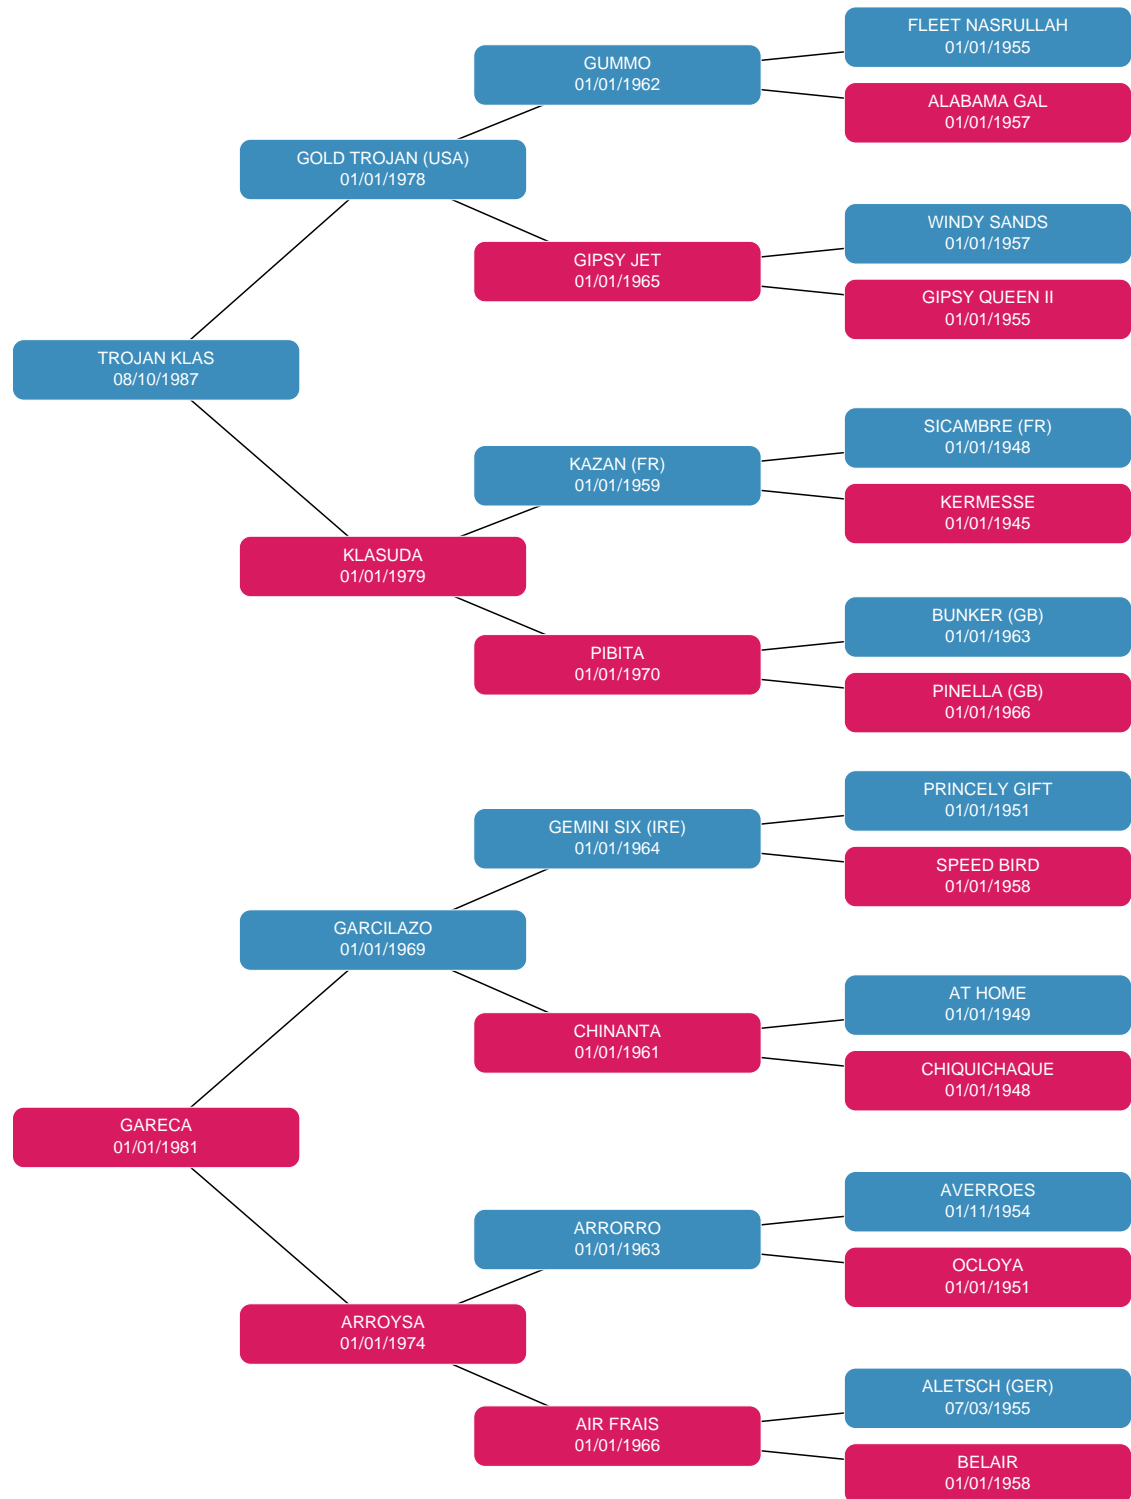 FLEET NASRULLAH
01/01/1955
GUMMO
01/01/1962
ALABAMA GAL
01/01/1957
GOLD TROJAN (USA)
01/01/1978
WINDY SANDS
01/01/1957
GIPSY JET
01/01/1965
GIPSY QUEEN II
01/01/1955
TROJAN KLAS
08/10/1987
SICAMBRE (FR)
01/01/1948
KAZAN (FR)
01/01/1959
KERMESSE
01/01/1945
KLASUDA
01/01/1979
BUNKER (GB)
01/01/1963
PIBITA
01/01/1970
PINELLA (GB)
01/01/1966
PRINCELY GIFT
01/01/1951
GEMINI SIX (IRE)
01/01/1964
SPEED BIRD
01/01/1958
GARCILAZO
01/01/1969
AT HOME
01/01/1949
CHINANTA
01/01/1961
CHIQUICHAQUE
01/01/1948
GARECA
01/01/1981
AVERROES
01/11/1954
ARRORRO
01/01/1963
OCLOYA
01/01/1951
ARROYSA
01/01/1974
ALETSCH (GER)
07/03/1955
AIR FRAIS
01/01/1966
BELAIR
01/01/1958